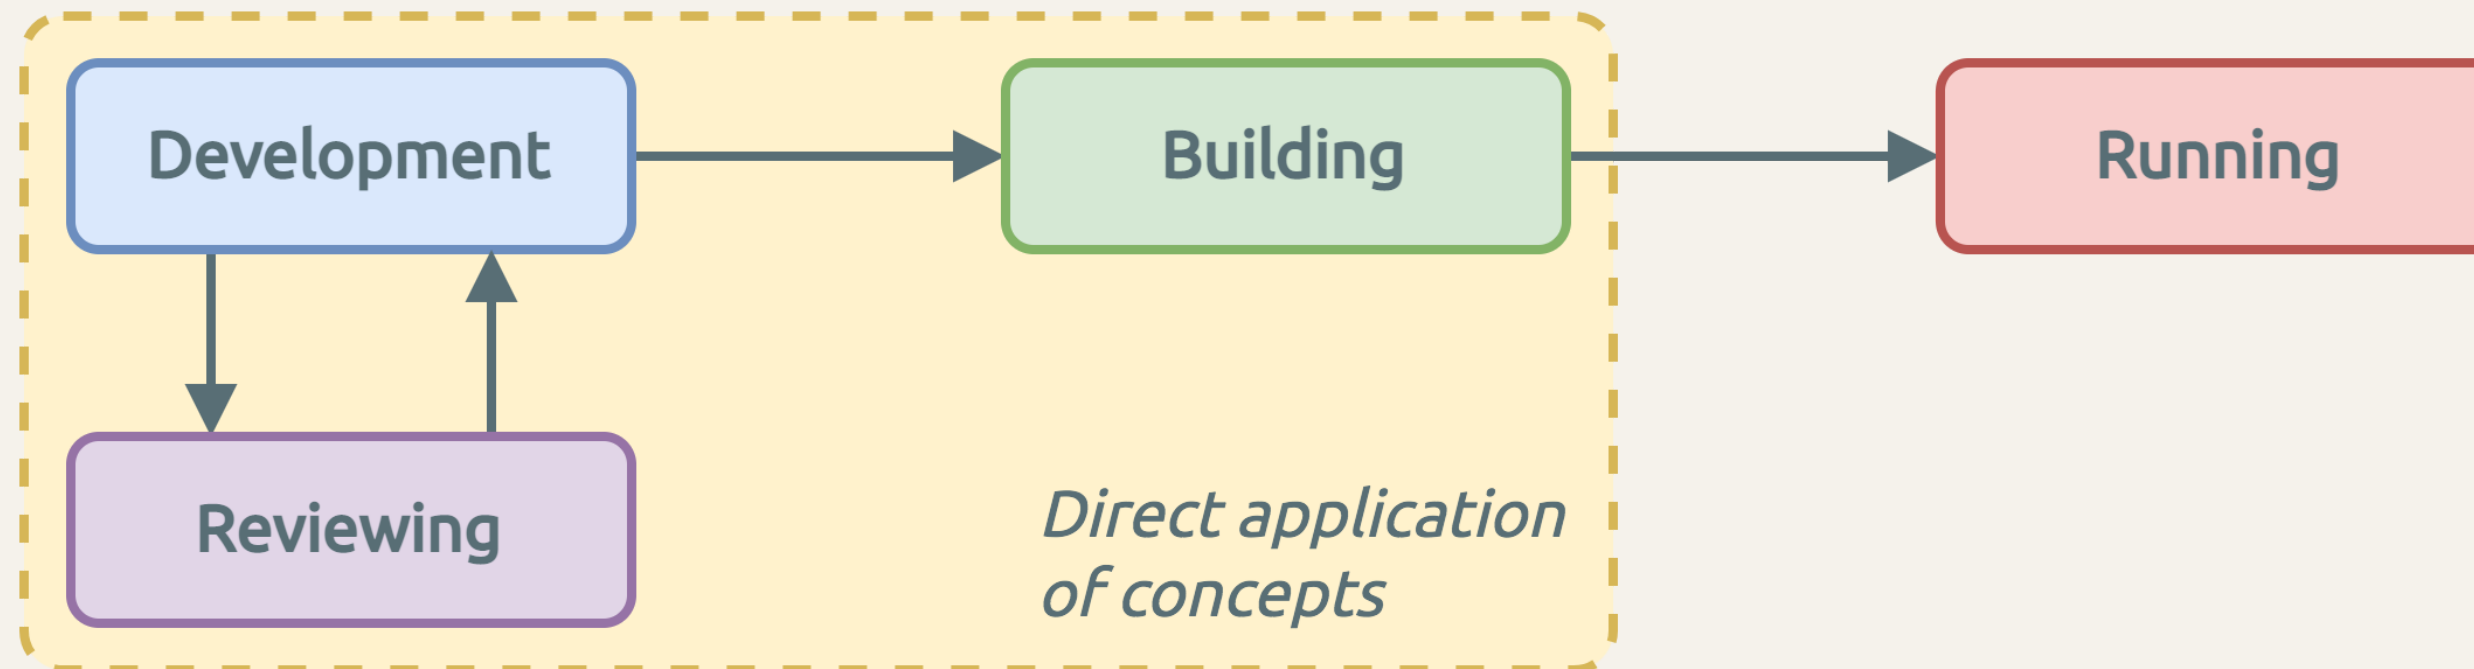 Development
Building
Running
Reviewing
Direct application
of concepts